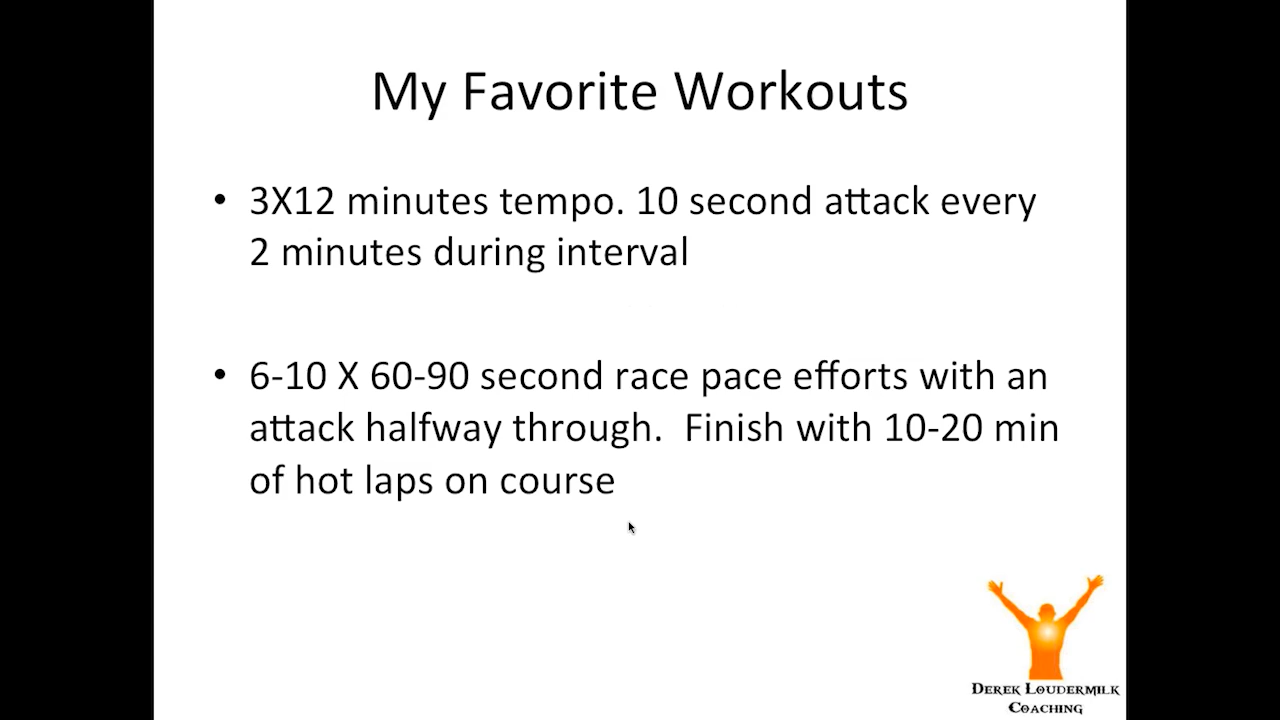 My Favorite Workouts
• 3X12 minutes tempo. 10 second attack every
2 minutes during interval
• 6-10 X 60-90 second race pace efforts with an
attack halfway through.  Finish with 10-20 min
of hot laps on course
Derek Loudermilk
Coaching